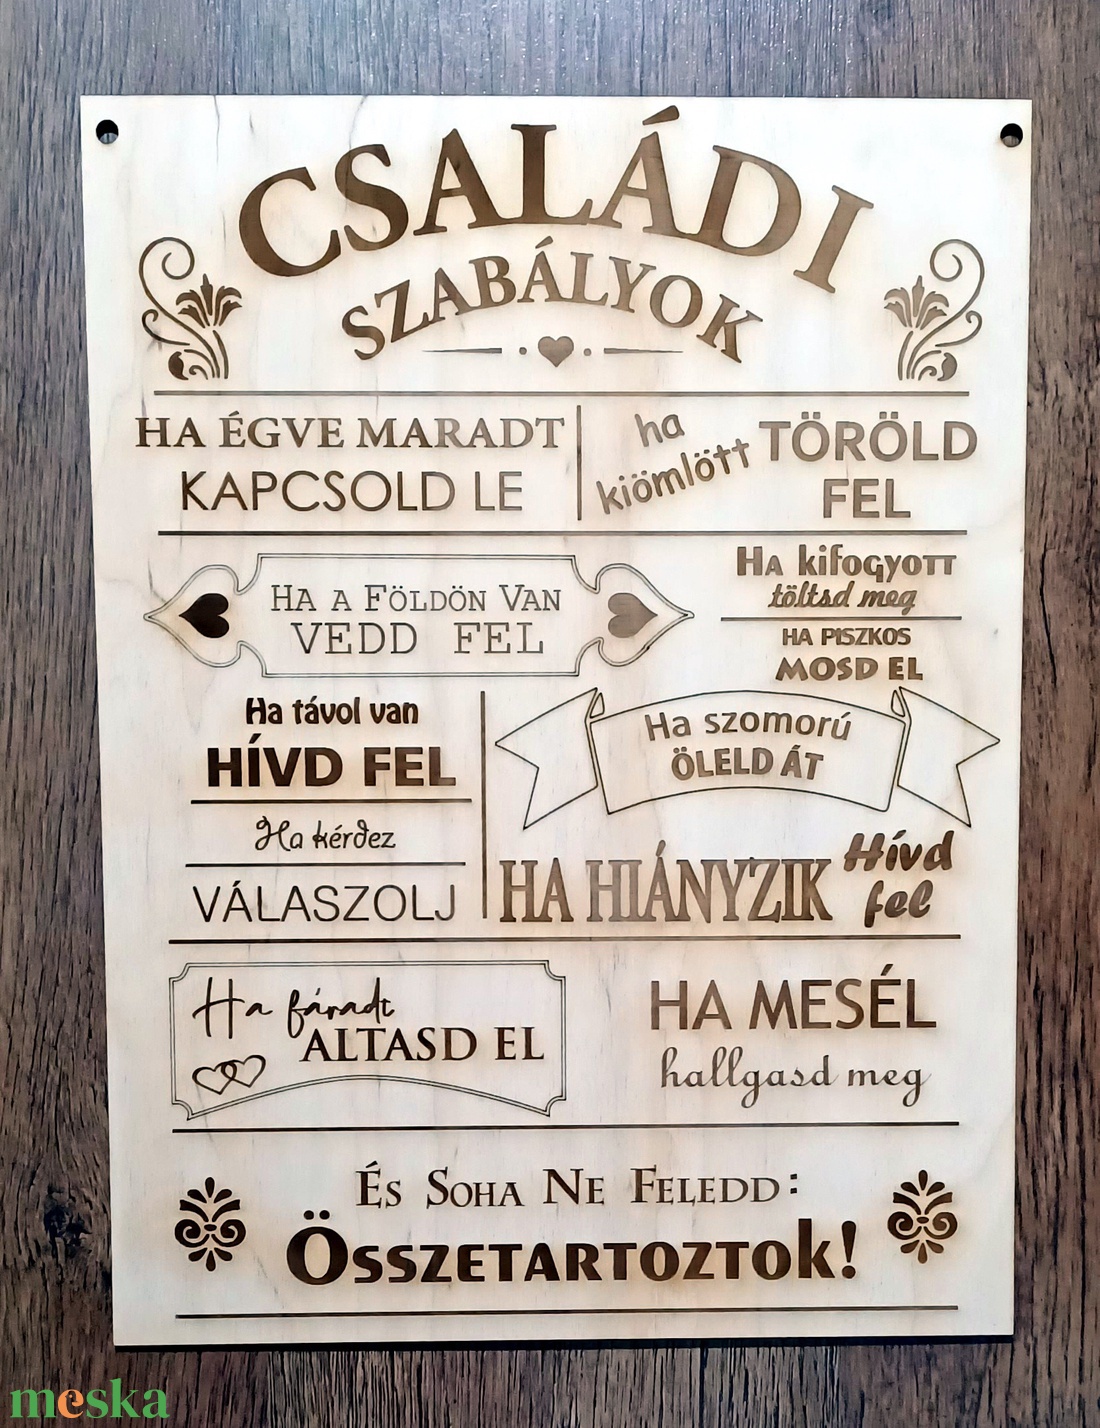 CSALÁDI
SZABÁLYOK
HA ÉGVE MARADT
KAPCSOLD LE
ha
kiömlött TÖRÖLD
FEL
HA A FÖLDÖN VAN
VEDD FEL
HA kifogyott
töltsd meg
HA PISZKOS
MOSD EL
Ha távol van
HÍVD FEL
Ha kérdez
VÁLASZOLJ
Ha szomorú
ÖLELD ÁT
HA HIÁNYZIK Hívd
fel
Ha fáradt
ALTASD EL
HA MESÉL
hallgasd meg
ÉS SOHA NE FELEDD:
ÖSSZETARTOZTOk!
meska